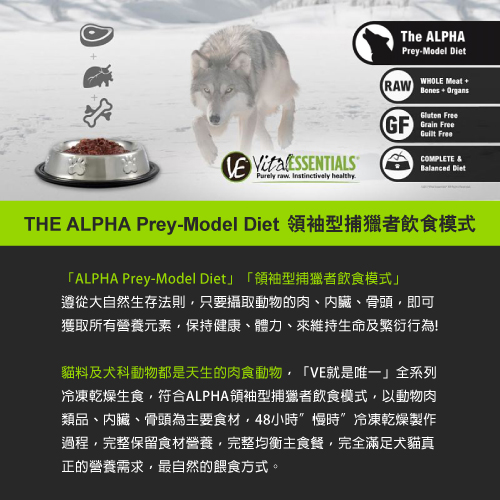 The ALPHA
Prey-Model Diet
RAW
WHOLE Meat +
Bones + Organs
GF
Gluten Free
Grain Free
Guilt Free
COMPLETE &
Balanced Diet
+
+
VE VitalESSENTIALS®
Purely raw. Instinctively healthy.
THE ALPHA Prey-Model Diet 領袖型捕獵者飲食模式
「ALPHA Prey-Model Diet」「領袖型捕獵者飲食模式」
遵從大自然生存法則，只要攝取動物的肉、内臟、骨頭，即可
獲取所有營養元素，保持健康、體力、來維持生命及繁衍行為!
貓科及犬科動物都是天生的肉食動物，「VE就是唯一」全系列
冷凍乾燥生食，符合ALPHA領袖型捕獵者飲食模式，以動物肉
類品、内臟、骨頭為主要食材，48小時”慢時”冷凍乾燥製作
過程，完整保留食材營養，完整均衡主食餐，完全滿足犬貓真
正的營養需求，最自然的餵食方式。